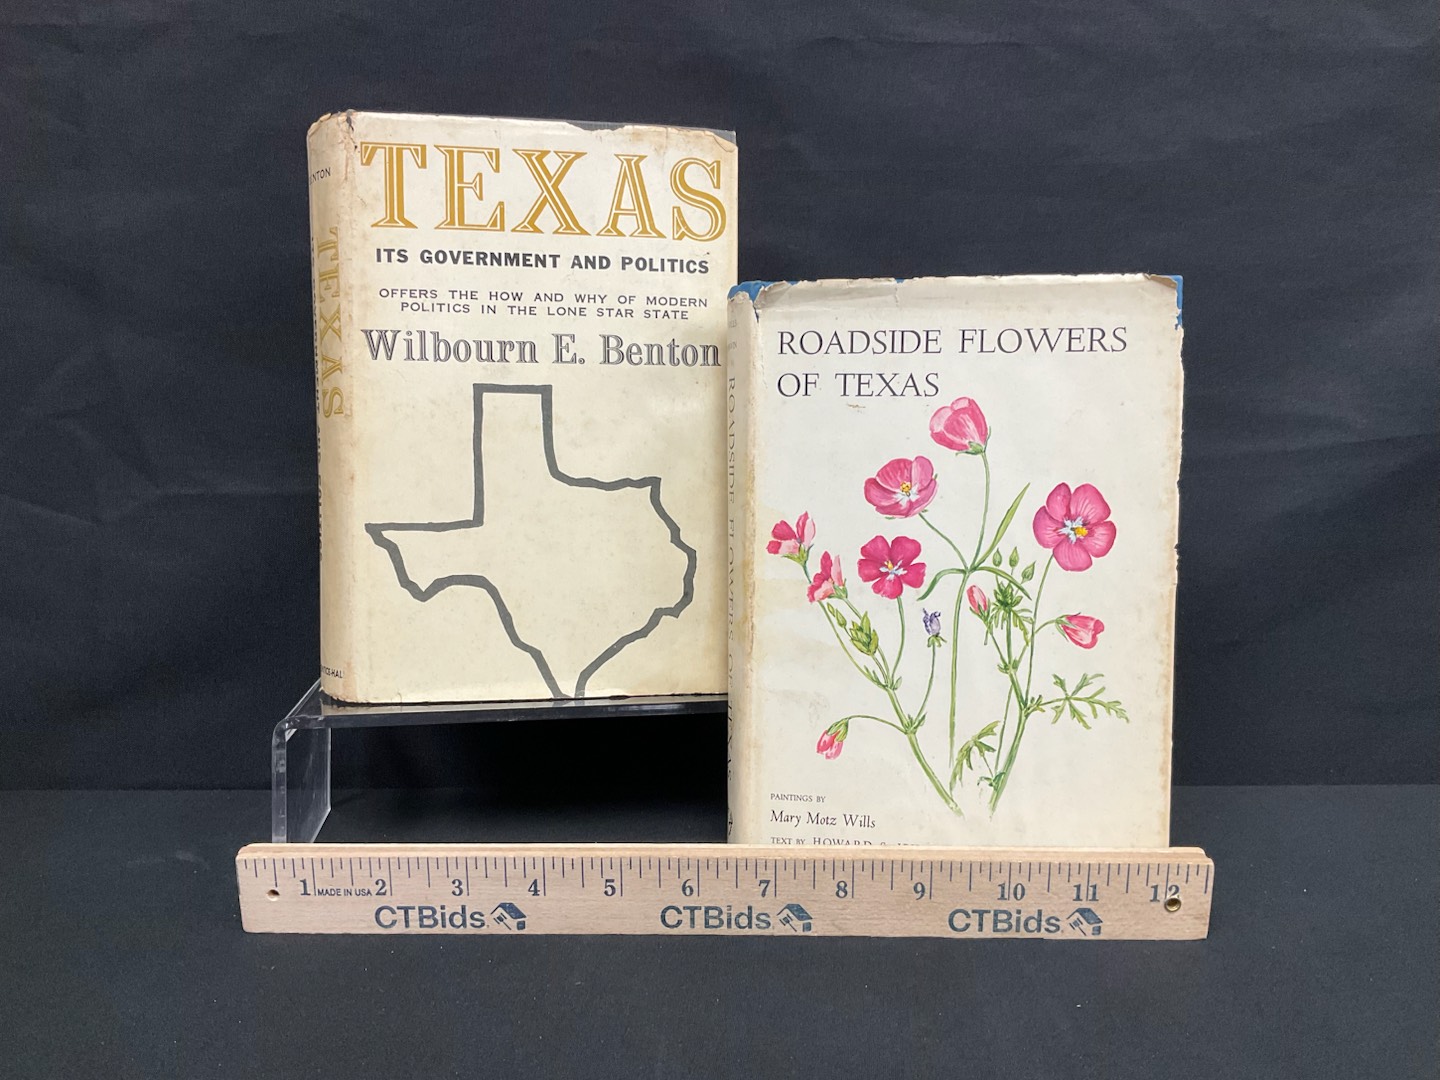 TEXAS
ITS GOVERNMENT AND POLITICS
OFFERS THE HOW AND WHY OF MODERN
POLITICS IN THE LONE STAR STATE
Wilbourn E. Benton
TEXAS
ROADSIDE FLOWERS
OF TEXAS
PAINTINGS BY
Mary Motz Wills
TEXT BY HOWARD
ROADSIDE FLOWERS OF TEXAS
1 MADE IN USA 2 3 4 5 6 7 8 9 10 11 12
CTBids CTBids CTBids